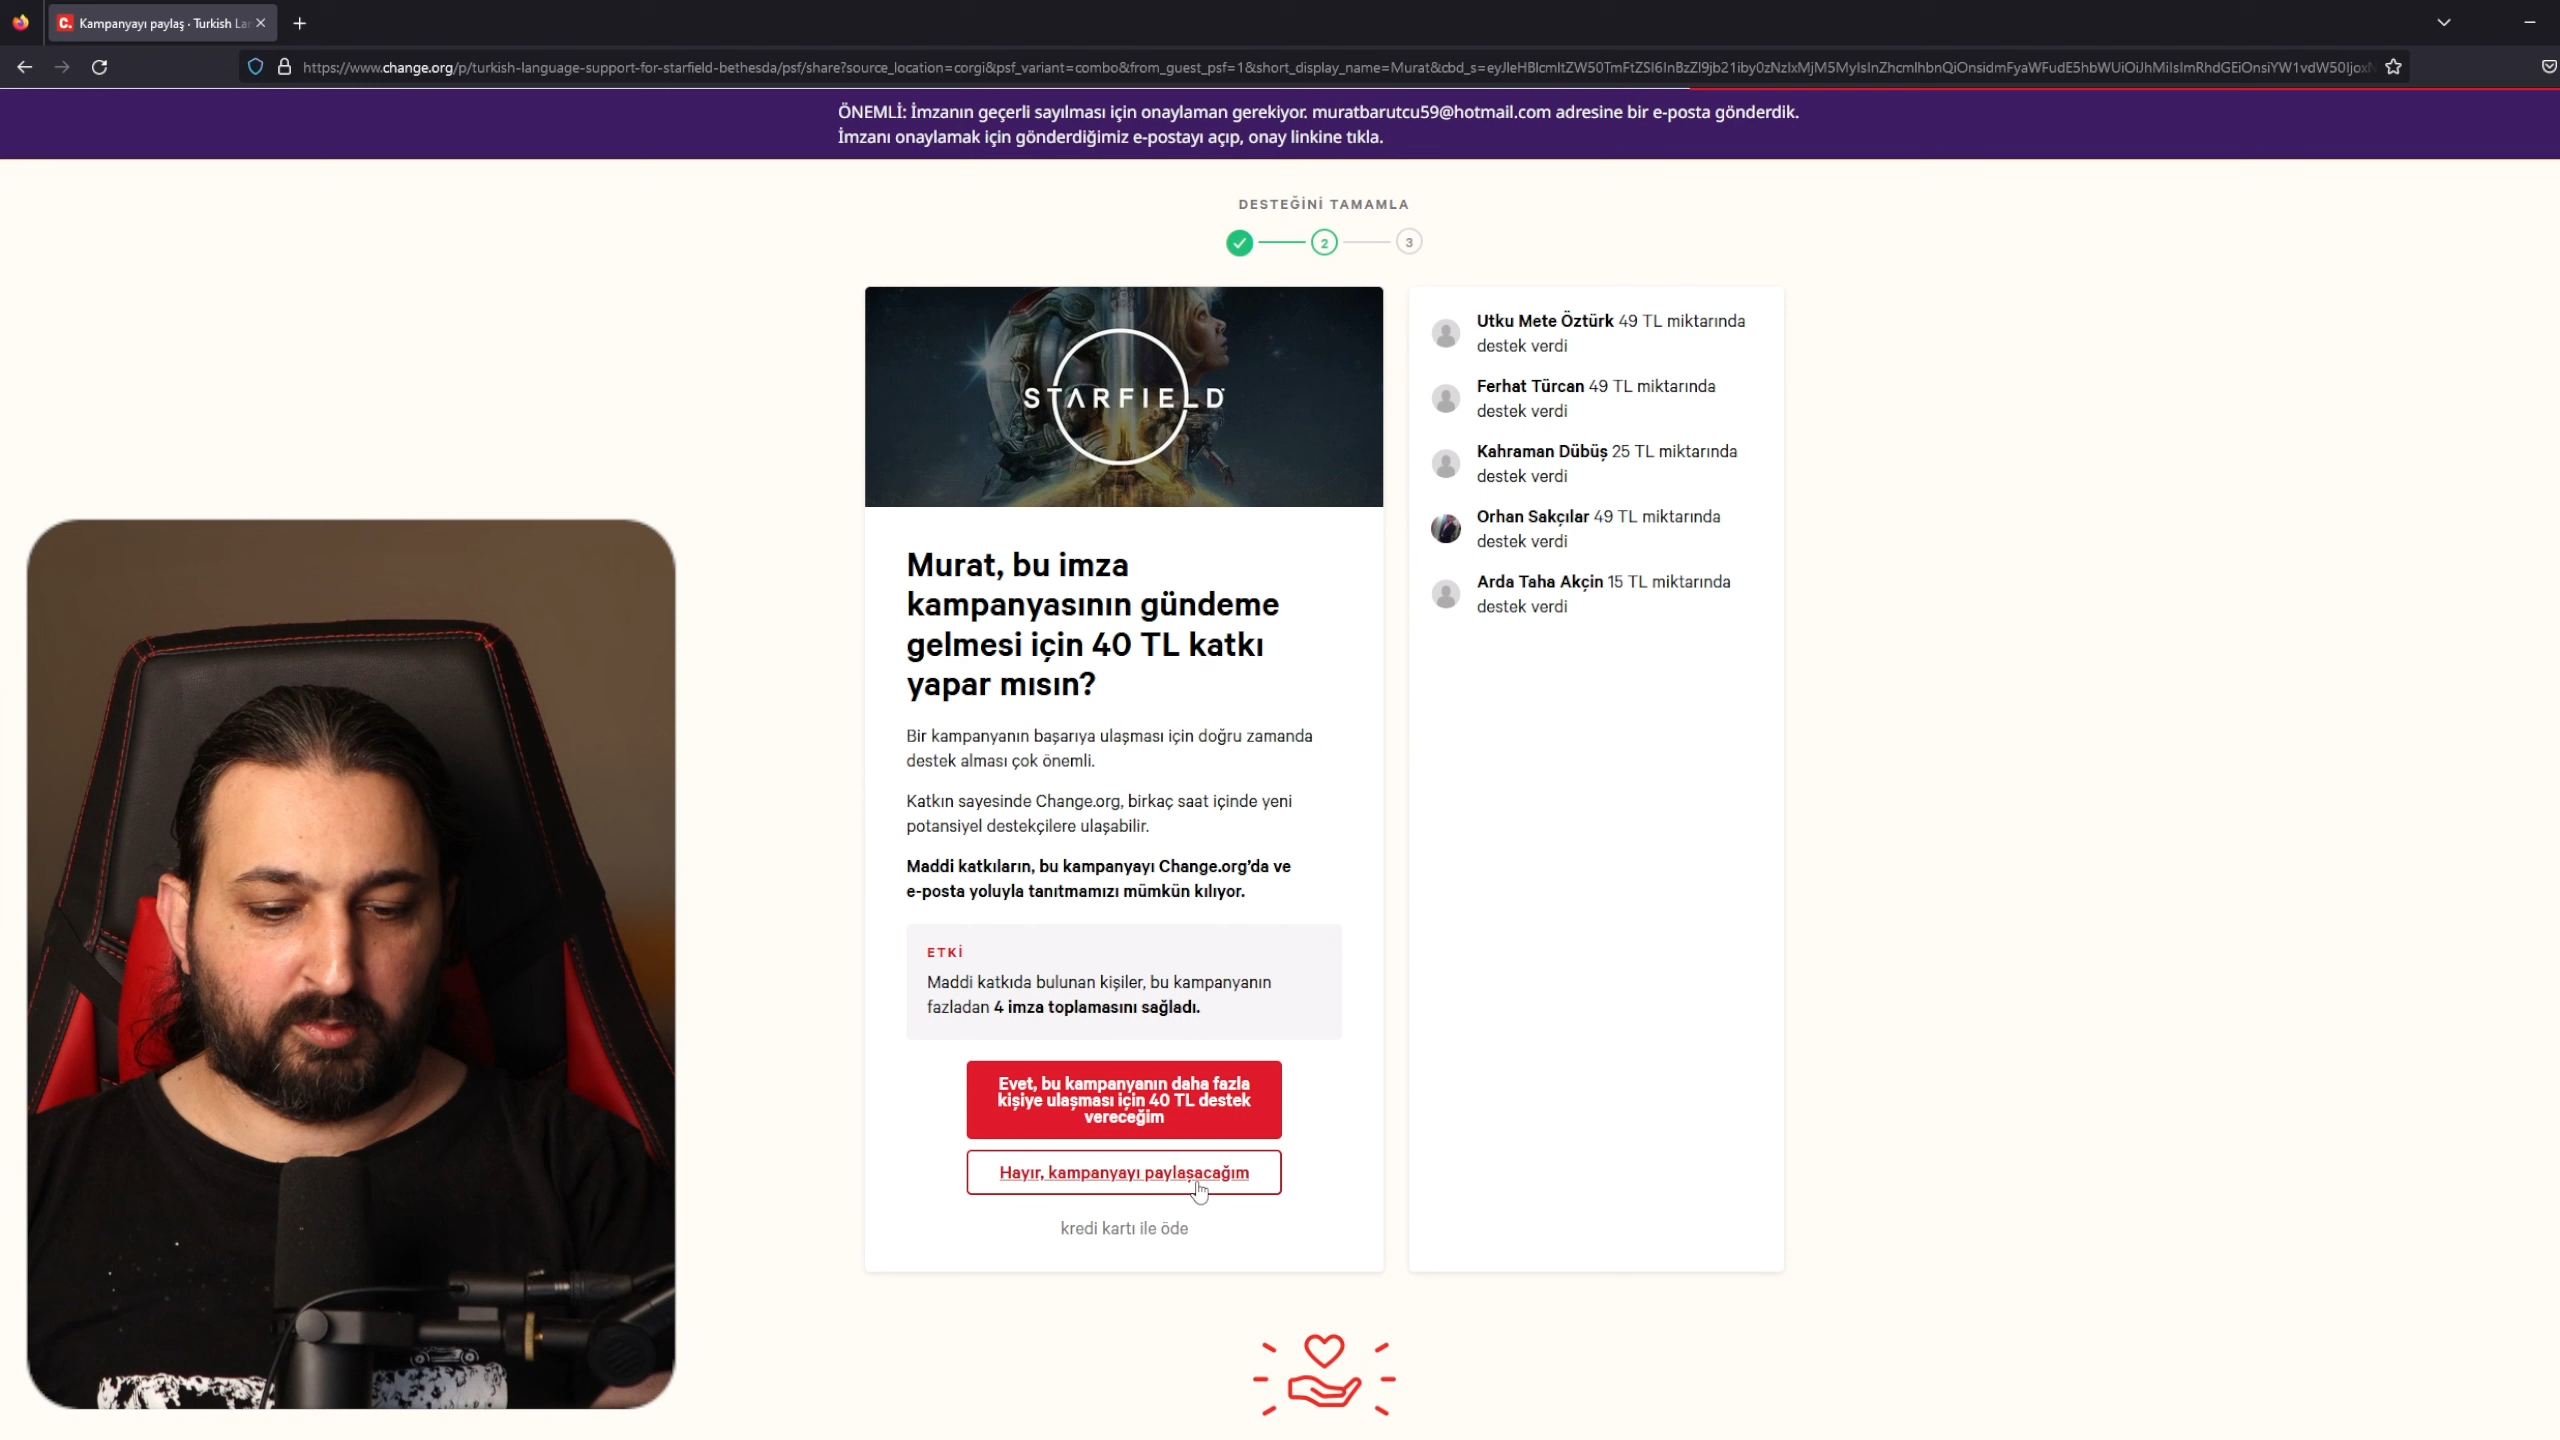 Kampanyayı paylaş · Turkish La
https://www.change.org/p/turkish-language-support-for-starfield-bethesda/psf/share?source_location=corgi&psf_variant=combo&from_guest_psf=1&short_display_name=Murat&cbd_s=
ÖNEMLİ: İmzanın geçerli sayılması için onaylaman gerekiyor. muratbarutcu59@hotmail.com adresine bir e-posta gönderdik.
İmzanı onaylamak için gönderdiğimiz e-postayı açıp, onay linkine tıkla.
DESTEĞİNİ TAMAMLA
2 3
STARFIELD
Murat, bu imza
kampanyasının gündeme
gelmesi için 40 TL katkı
yapar mısın?
Bir kampanyanın başarıya ulaşması için doğru zamanda
destek alması çok önemli.
Katkın sayesinde Change.org, birkaç saat içinde yeni
potansiyel destekçilere ulaşabilir.
Maddi katkıların, bu kampanyayı Change.org'da ve
e-posta yoluyla tanıtmamızı mümkün kılıyor.
ETKİ
Maddi katkıda bulunan kişiler, bu kampanyanın
fazladan 4 imza toplamasını sağladı.
Evet, bu kampanyanın daha fazla
kişiye ulaşması için 40 TL destek
vereceğim
Hayır, kampanyayı paylaşacağım
kredi kartı ile öde
Utku Mete Öztürk 49 TL miktarında
destek verdi
Ferhat Türcan 49 TL miktarında
destek verdi
Kahraman Dübüş 25 TL miktarında
destek verdi
Orhan Sakçılar 49 TL miktarında
destek verdi
Arda Taha Akçin 15 TL miktarında
destek verdi